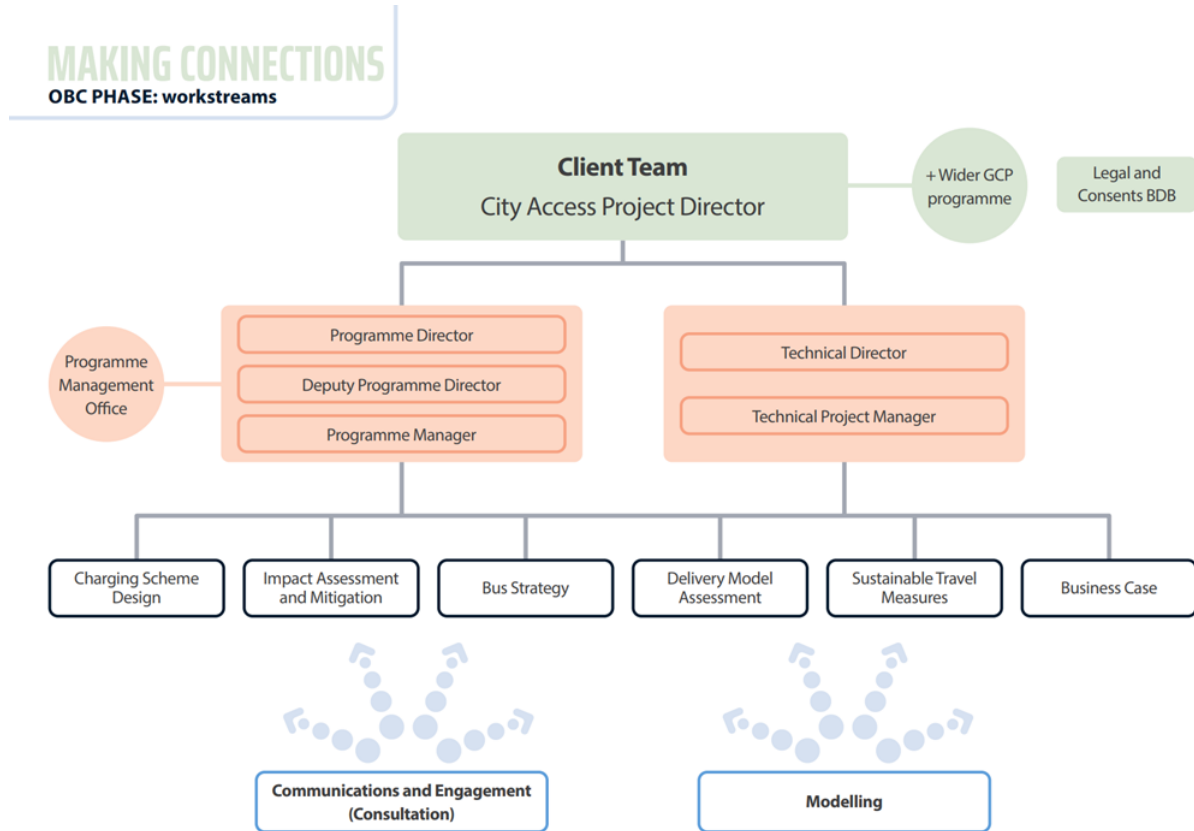 MAKING CONNECTIONS
OBC PHASE: workstreams
Client Team
City Access Project Director
+ Wider GCP
programme
Legal and
Consents BDB
Programme
Management
Office
Programme Director
Deputy Programme Director
Programme Manager
Technical Director
Technical Project Manager
Charging Scheme
Design
Impact Assessment
and Mitigation
Bus Strategy
Delivery Model
Assessment
Sustainable Travel
Measures
Business Case
Communications and Engagement
(Consultation)
Modelling